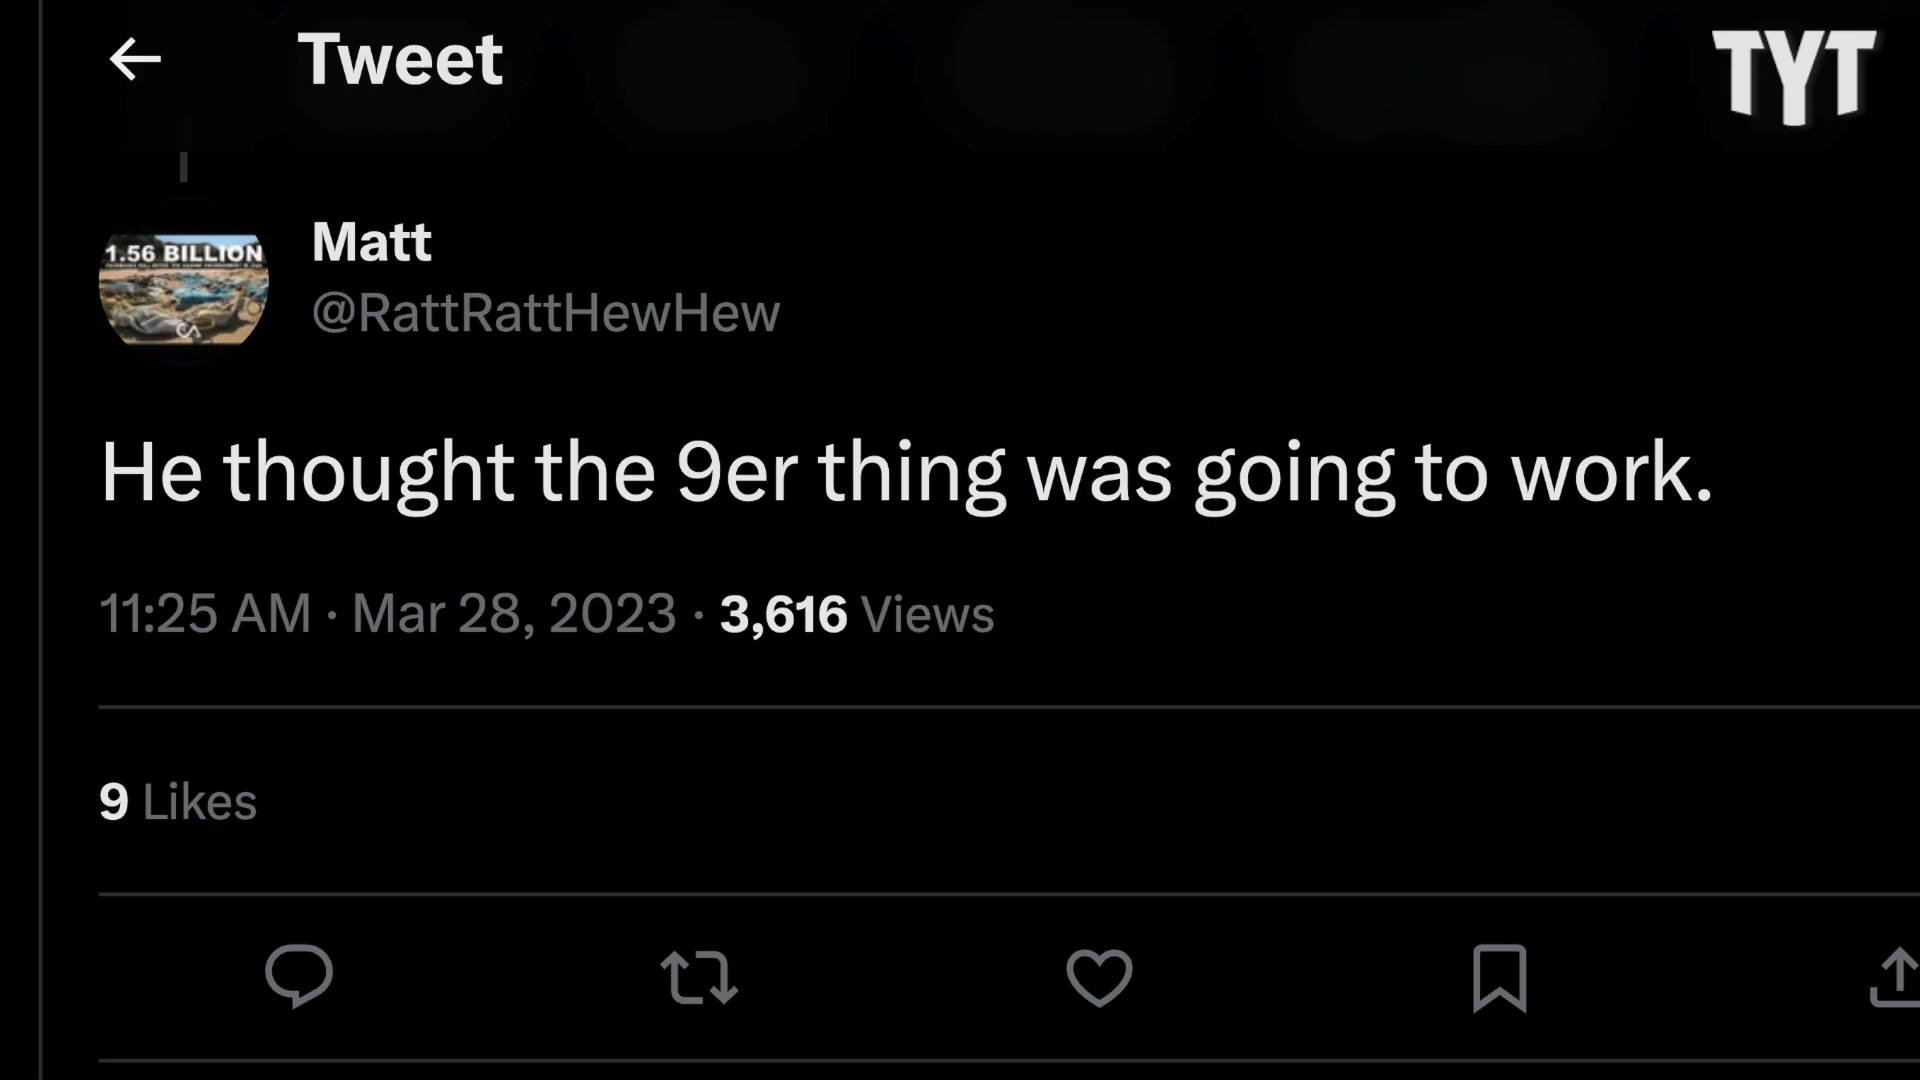 Tweet
TYT
1.56 BILLION
Matt
@RattRattHewHew
He thought the 9er thing was going to work.
11:25 AM · Mar 28, 2023 · 3,616 Views
9 Likes